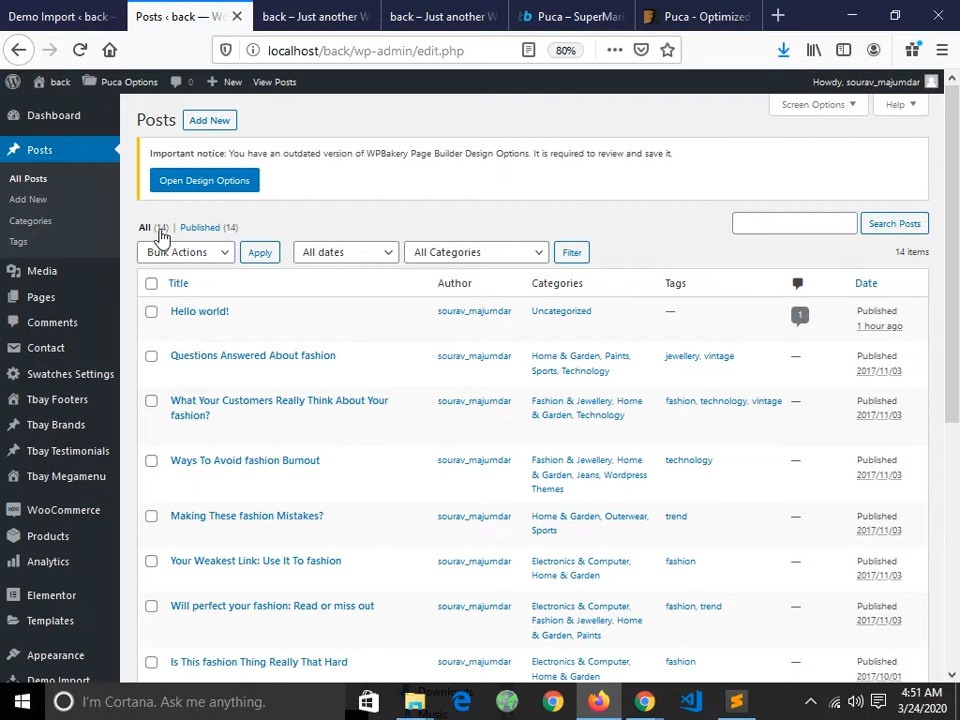 Demo Import ‹ back –
Posts ‹ back — W
back – Just another W
back – Just another W
Puca – SuperMark
Puca - Optimized
localhost/back/wp-admin/edit.php
80%
back
Puca Options
0
New
View Posts
Howdy, sourav_majumdar
Dashboard
Posts
All Posts
Add New
Categories
Tags
Media
Pages
Comments
Contact
Swatches Settings
Tbay Footers
Tbay Brands
Tbay Testimonials
Tbay Megamenu
WooCommerce
Products
Analytics
Elementor
Templates
Appearance
Demo Import
Screen Options
Help
Posts
Add New
Important notice: You have an outdated version of WPBakery Page Builder Design Options. It is required to review and save it.
Open Design Options
All (14) | Published (14)
Search Posts
Bulk Actions
Apply
All dates
All Categories
Filter
14 items
Title
Author
Categories
Tags
Date
Hello world!
sourav_majumdar
Uncategorized
—
1
Published
1 hour ago
Questions Answered About fashion
sourav_majumdar
Home & Garden, Paints,
Sports, Technology
jewellery, vintage
—
Published
2017/11/03
What Your Customers Really Think About Your
fashion?
sourav_majumdar
Fashion & Jewellery, Home
& Garden, Technology
fashion, technology, vintage
—
Published
2017/11/03
Ways To Avoid fashion Burnout
sourav_majumdar
Fashion & Jewellery, Home
& Garden, Jeans, Wordpress
Themes
technology
—
Published
2017/11/03
Making These fashion Mistakes?
sourav_majumdar
Home & Garden, Outerwear,
Sports
trend
—
Published
2017/11/03
Your Weakest Link: Use It To fashion
sourav_majumdar
Electronics & Computer,
Home & Garden
fashion
—
Published
2017/11/03
Will perfect your fashion: Read or miss out
sourav_majumdar
Electronics & Computer,
Fashion & Jewellery, Home
& Garden, Paints
fashion, trend
—
Published
2017/11/03
Is This fashion Thing Really That Hard
sourav_majumdar
Electronics & Computer,
Home & Garden
fashion
—
Published
2017/10/01
I'm Cortana. Ask me anything.
Downloads
Music
4:51 AM
3/24/2020